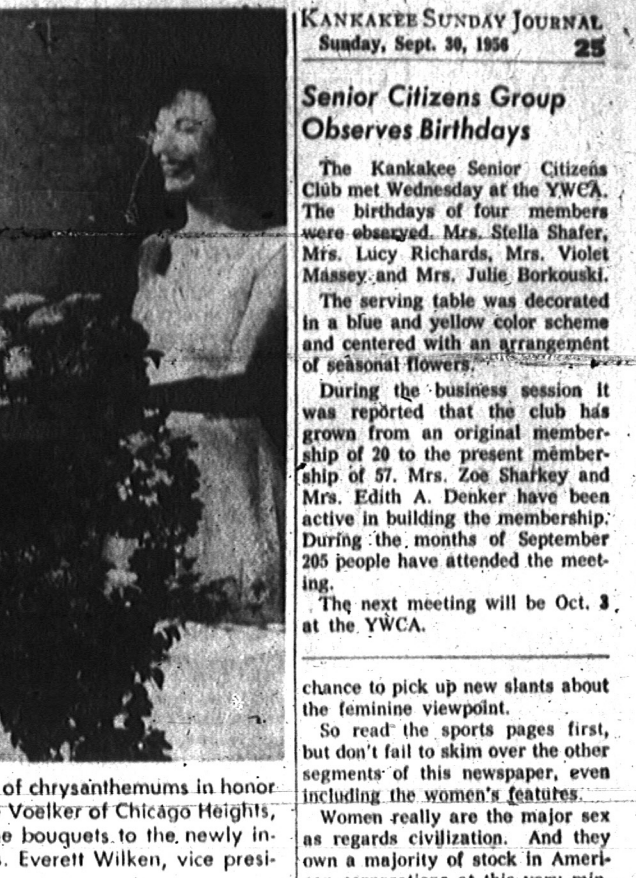 KANKAKEE SUNDAY JOURNAL
Sunday, Sept. 30, 1956 25
Senior Citizens Group
Observes Birthdays
The Kankakee Senior Citizens
Club met Wednesday at the YWCA.
The birthdays of four members
were observed. Mrs. Stella Shafer,
Mrs. Lucy Richards, Mrs. Violet
Massey and Mrs. Julie Borkouski.
The serving table was decorated
in a blue and yellow color scheme
and centered with an arrangement
of seasonal flowers.
During the business session it
was reported that the club has
grown from an original member-
ship of 20 to the present member-
ship of 57. Mrs. Zoe Sharkey and
Mrs. Edith A. Denker have been
active in building the membership.
During the months of September
205 people have attended the meet-
ing.
The next meeting will be Oct. 3
at the YWCA.
chance to pick up new slants about
the feminine viewpoint.
So read the sports pages first,
but don't fail to skim over the other
segments of this newspaper, even
including the women's features.
Women really are the major sex
as regards civilization. And they
own a majority of stock in Ameri-
of chrysanthemums in honor
Voelker of Chicago Heights,
bouquets to the newly in-
Everett Wilken, vice presi-